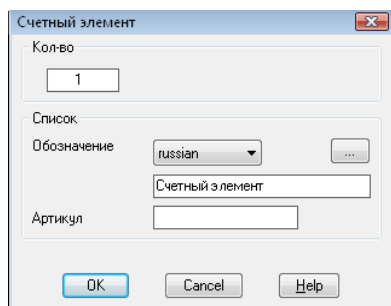 Счетный элемент
Кол-во
1
Список
Обозначение
russian
...
Счетный элемент
Артикул
OK
Cancel
Help